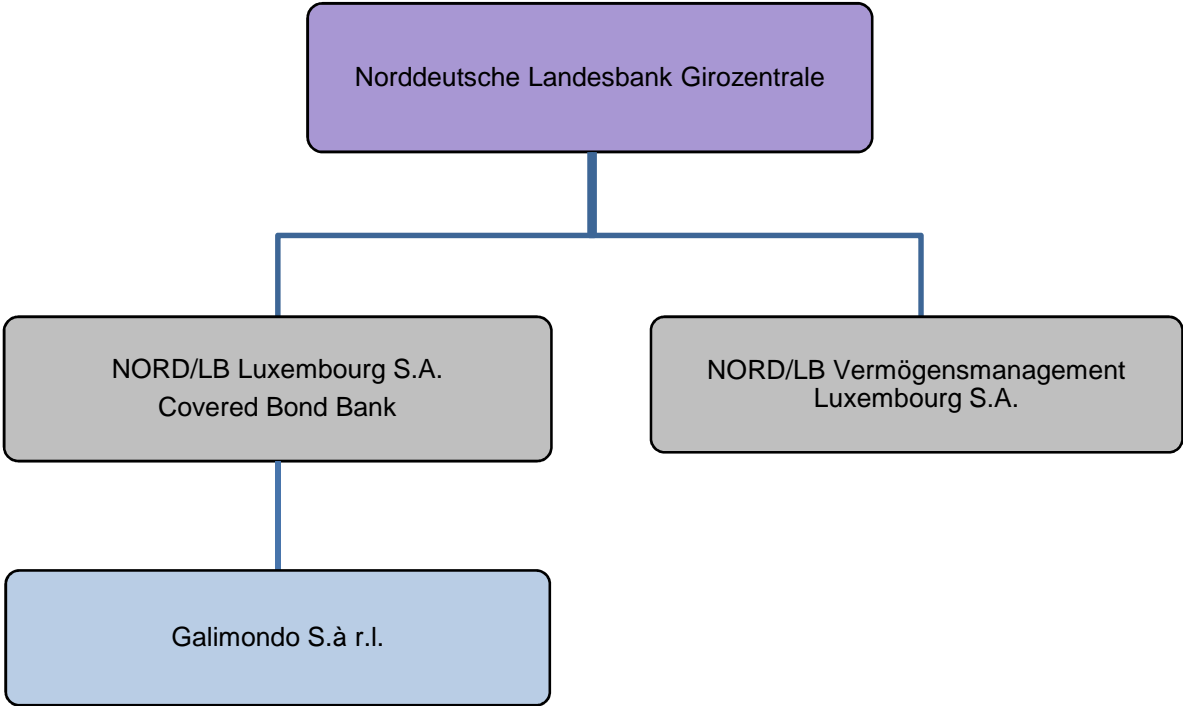 Norddeutsche Landesbank Girozentrale
NORD/LB Luxembourg S.A.
Covered Bond Bank
NORD/LB Vermögensmanagement
Luxembourg S.A.
Galimondo S.à r.l.